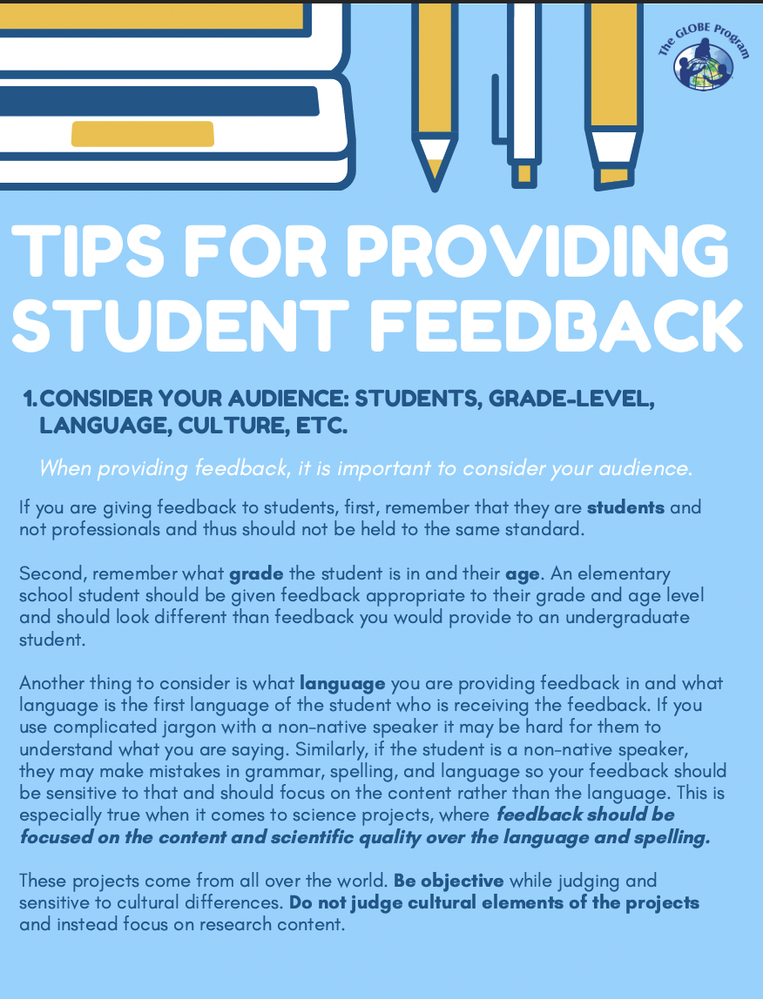 The GLOBE Program
TIPS FOR PROVIDING
STUDENT FEEDBACK
1. CONSIDER YOUR AUDIENCE: STUDENTS, GRADE-LEVEL,
LANGUAGE, CULTURE, ETC.
When providing feedback, it is important to consider your audience.
If you are giving feedback to students, first, remember that they are students and
not professionals and thus should not be held to the same standard.
Second, remember what grade the student is in and their age. An elementary
school student should be given feedback appropriate to their grade and age level
and should look different than feedback you would provide to an undergraduate
student.
Another thing to consider is what language you are providing feedback in and what
language is the first language of the student who is receiving the feedback. If you
use complicated jargon with a non-native speaker it may be hard for them to
understand what you are saying. Similarly, if the student is a non-native speaker,
they may make mistakes in grammar, spelling, and language so your feedback should
be sensitive to that and should focus on the content rather than the language. This is
especially true when it comes to science projects, where feedback should be
focused on the content and scientific quality over the language and spelling.
These projects come from all over the world. Be objective while judging and
sensitive to cultural differences. Do not judge cultural elements of the projects
and instead focus on research content.